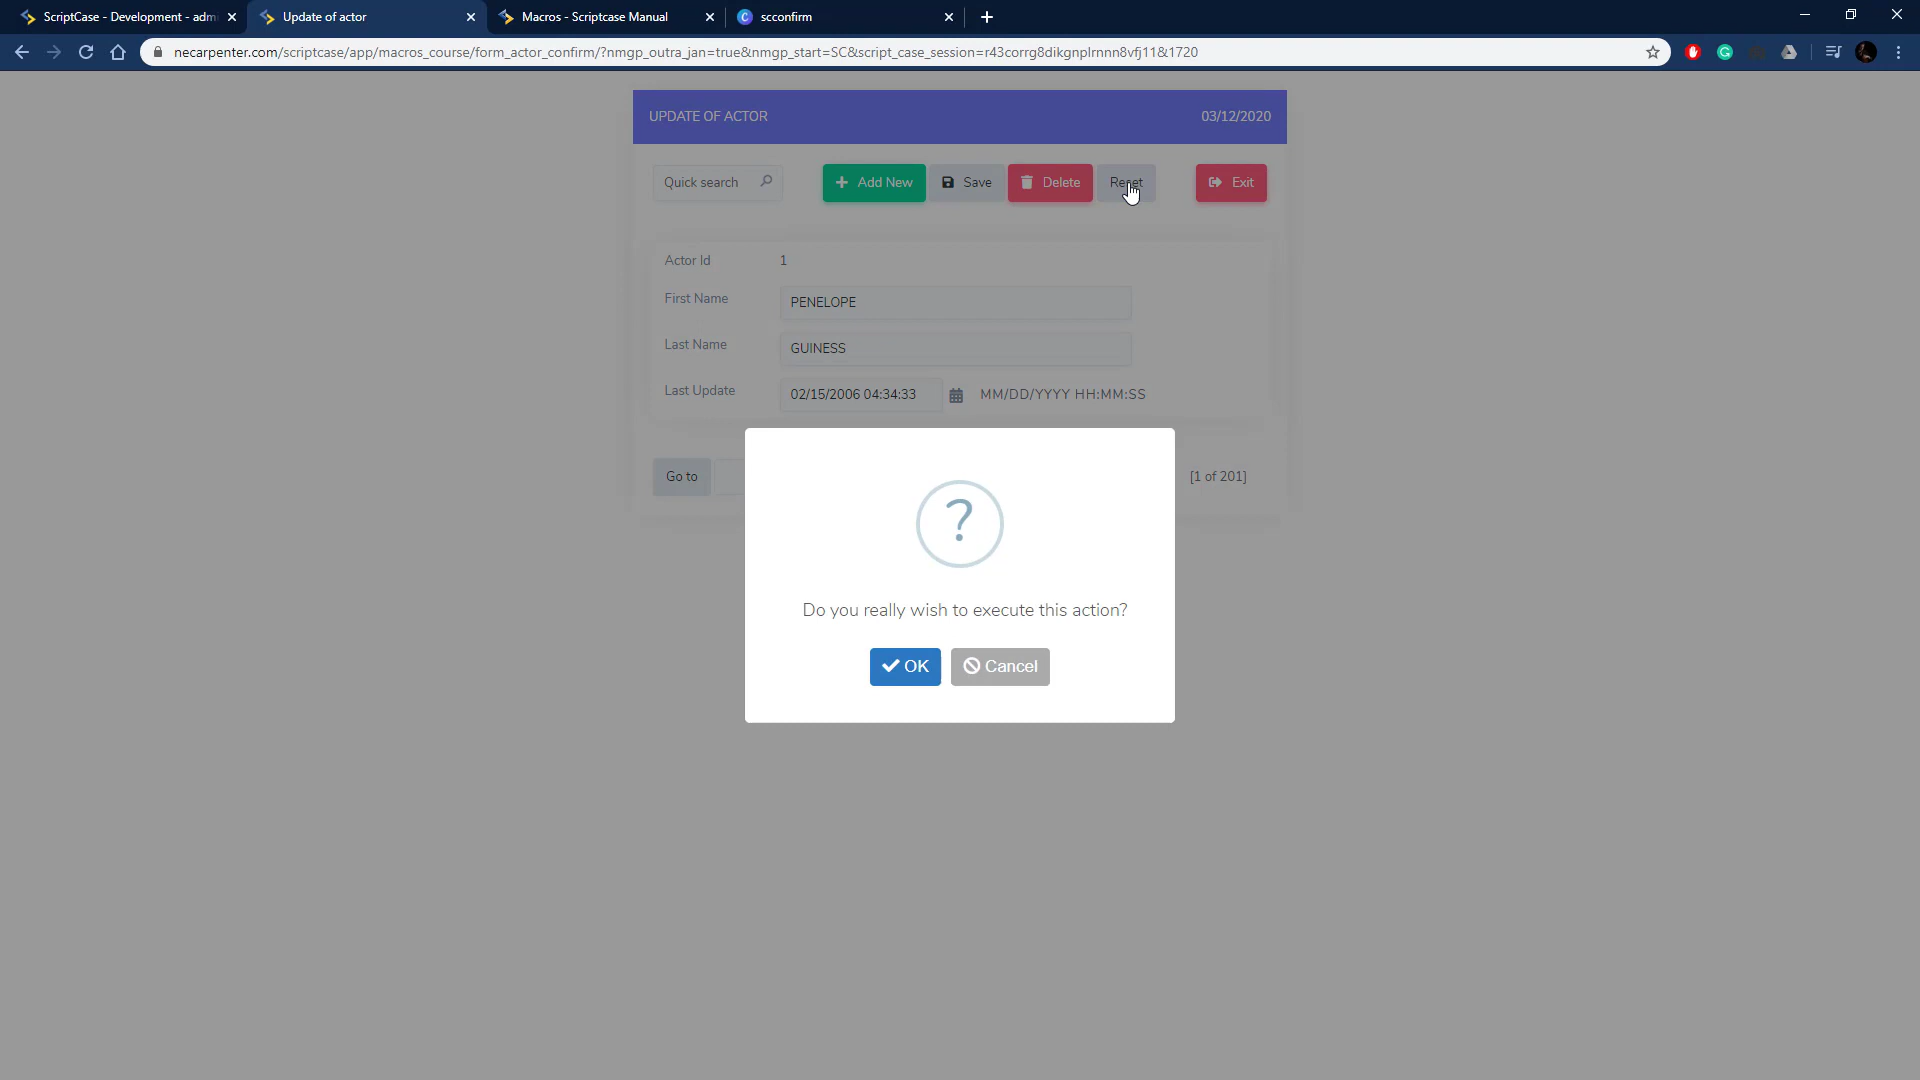 ScriptCase - Development - adm
Update of actor
Macros - Scriptcase Manual
scconfirm
necarpenter.com/scriptcase/app/macros_course/form_actor_confirm/?nmgp_outra_jan=true&nmgp_start=SC&script_case_session=r43corrg8dikgnplrnnn8vfj11&1720
UPDATE OF ACTOR 03/12/2020
Quick search Add New Save Delete Reset Exit
Actor Id 1
First Name PENELOPE
Last Name GUINESS
Last Update 02/15/2006 04:34:33 MM/DD/YYYY HH:MM:SS
Go to [1 of 201]
?
Do you really wish to execute this action?
OK Cancel